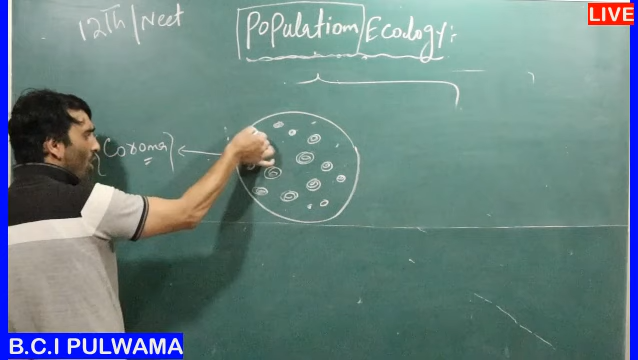 LIVE
12Th/Neet
Population Ecology:
{Corona}
B.C.I PULWAMA